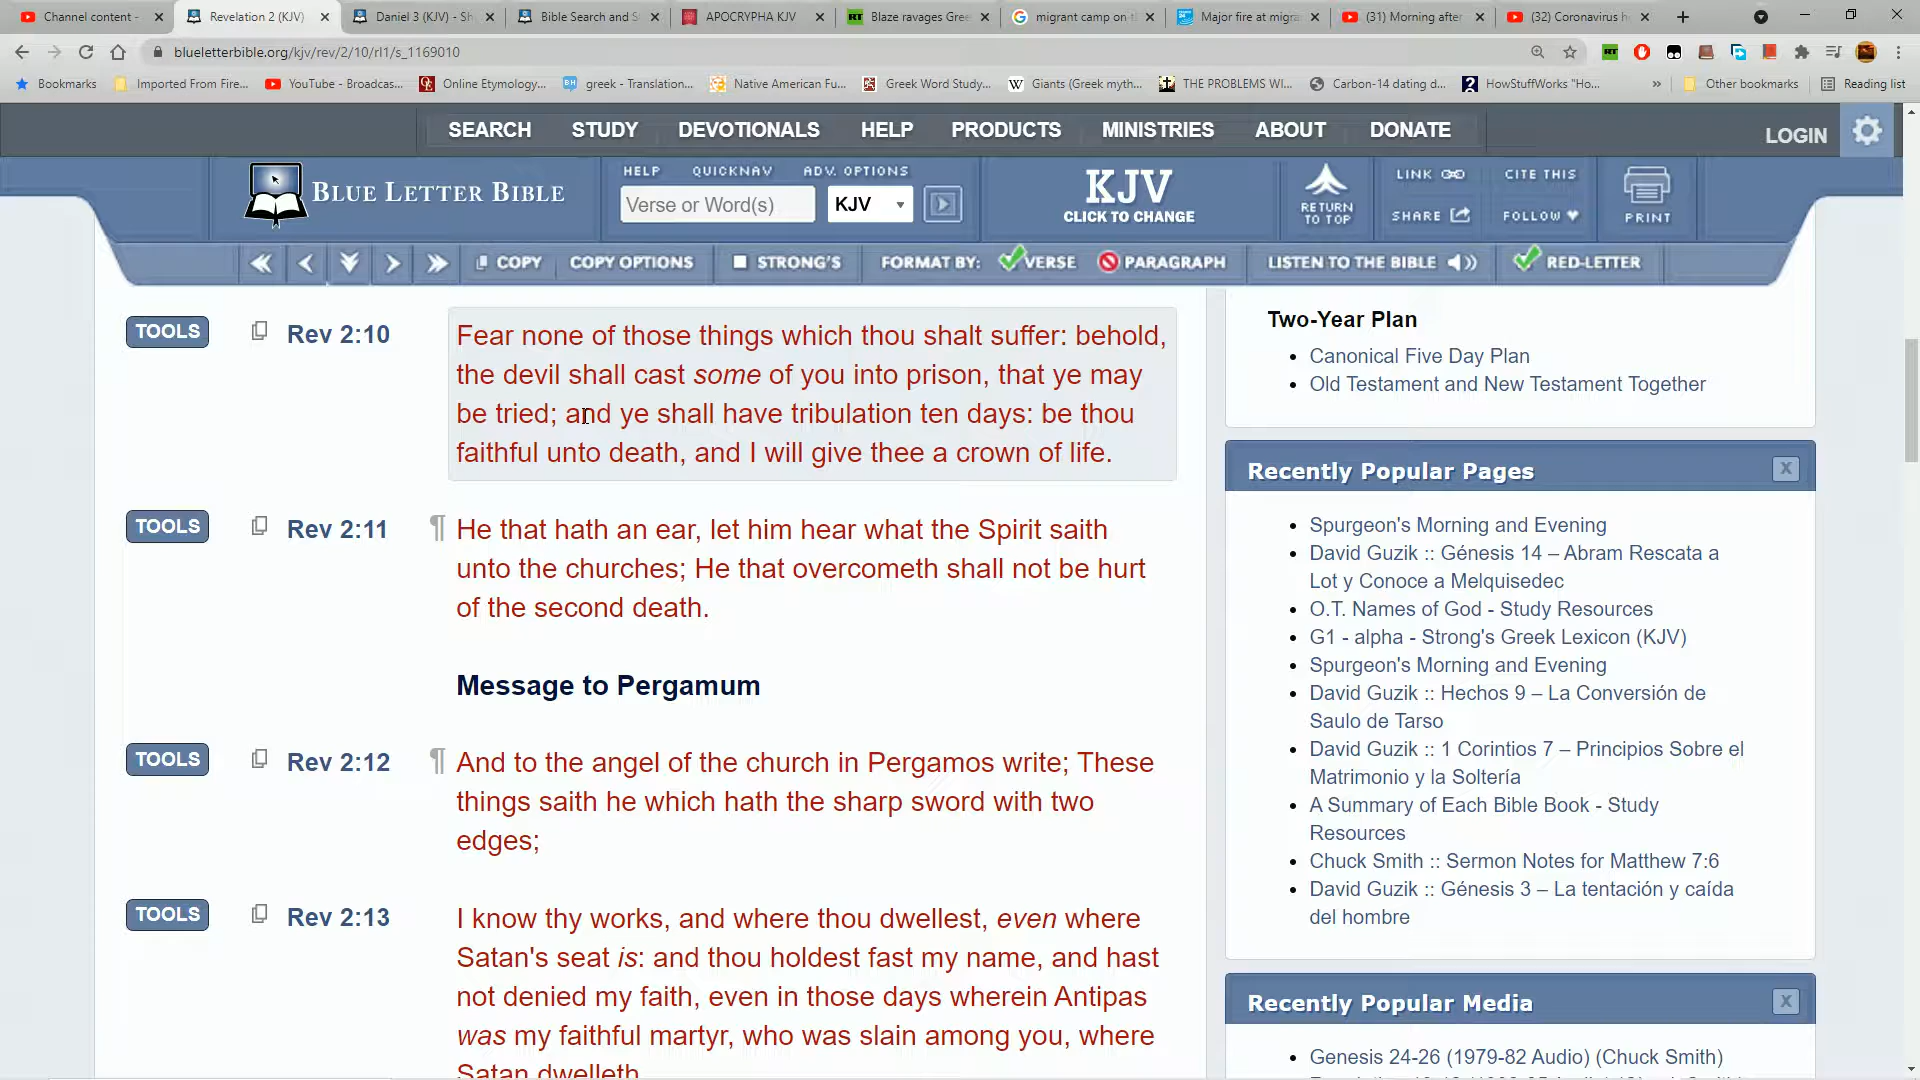 Channel content -
Revelation 2 (KJV)
Daniel 3 (KJV) - Sh
Bible Search and S
APOCRYPHA KJV
Blaze ravages Gree
migrant camp on t
Major fire at migra
(31) Morning after
(32) Coronavirus h
blueletterbible.org/kjv/rev/2/10/rl1/s_1169010
Bookmarks
Imported From Fire...
YouTube - Broadcas...
Online Etymology...
greek - Translation...
Native American Fu...
Greek Word Study...
Giants (Greek myth...
THE PROBLEMS WI...
Carbon-14 dating d...
HowStuffWorks "Ho...
»
Other bookmarks
Reading list
SEARCH STUDY DEVOTIONALS HELP PRODUCTS MINISTRIES ABOUT DONATE
LOGIN
BLUE LETTER BIBLE
HELP QUICKNAV ADV. OPTIONS
Verse or Word(s)
KJV
KJV
CLICK TO CHANGE
RETURN
TO TOP
LINK
CITE THIS
SHARE
FOLLOW
PRINT
COPY COPY OPTIONS STRONG'S FORMAT BY: VERSE PARAGRAPH LISTEN TO THE BIBLE RED-LETTER
TOOLS
Rev 2:10
Fear none of those things which thou shalt suffer: behold,
the devil shall cast some of you into prison, that ye may
be tried; and ye shall have tribulation ten days: be thou
faithful unto death, and I will give thee a crown of life.
TOOLS
Rev 2:11
¶ He that hath an ear, let him hear what the Spirit saith
unto the churches; He that overcometh shall not be hurt
of the second death.
Message to Pergamum
TOOLS
Rev 2:12
¶ And to the angel of the church in Pergamos write; These
things saith he which hath the sharp sword with two
edges;
TOOLS
Rev 2:13
I know thy works, and where thou dwellest, even where
Satan's seat is: and thou holdest fast my name, and hast
not denied my faith, even in those days wherein Antipas
was my faithful martyr, who was slain among you, where
Satan dwelleth
Two-Year Plan
Canonical Five Day Plan
Old Testament and New Testament Together
Recently Popular Pages
X
Spurgeon's Morning and Evening
David Guzik :: Génesis 14 – Abram Rescata a
Lot y Conoce a Melquisedec
O.T. Names of God - Study Resources
G1 - alpha - Strong's Greek Lexicon (KJV)
Spurgeon's Morning and Evening
David Guzik :: Hechos 9 – La Conversión de
Saulo de Tarso
David Guzik :: 1 Corintios 7 – Principios Sobre el
Matrimonio y la Soltería
A Summary of Each Bible Book - Study
Resources
Chuck Smith :: Sermon Notes for Matthew 7:6
David Guzik :: Génesis 3 – La tentación y caída
del hombre
Recently Popular Media
X
Genesis 24-26 (1979-82 Audio) (Chuck Smith)